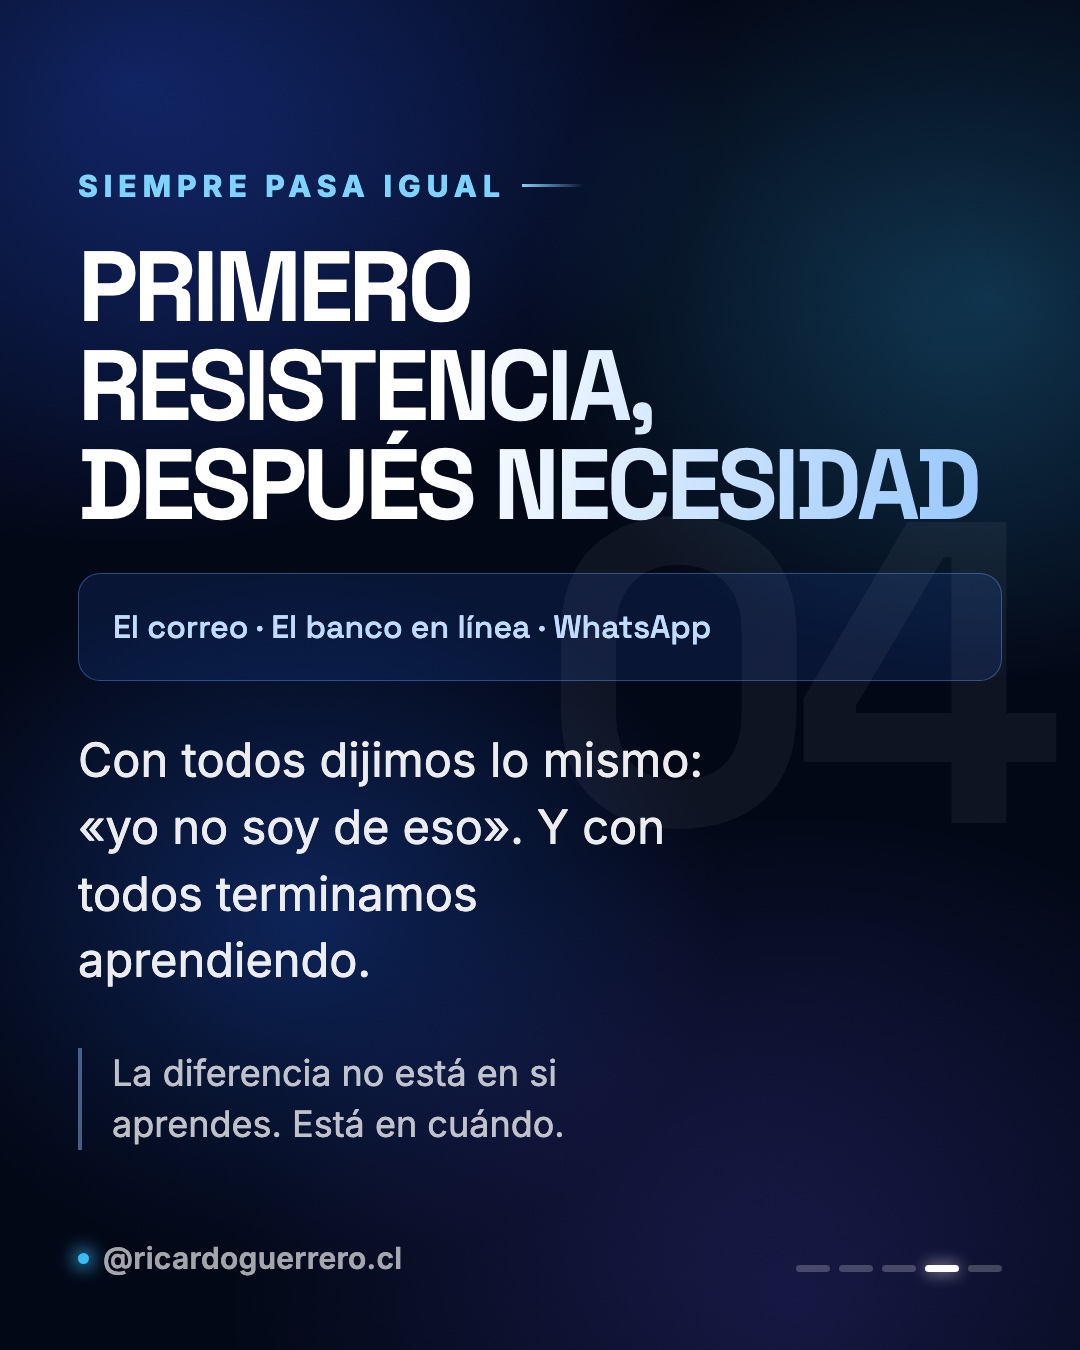 SIEMPRE PASA IGUAL
PRIMERO
RESISTENCIA,
DESPUÉS NECESIDAD
04
El correo · El banco en línea · WhatsApp
Con todos dijimos lo mismo:
«yo no soy de eso». Y con
todos terminamos
aprendiendo.
La diferencia no está en si
aprendes. Está en cuándo.
@ricardoguerrero.cl